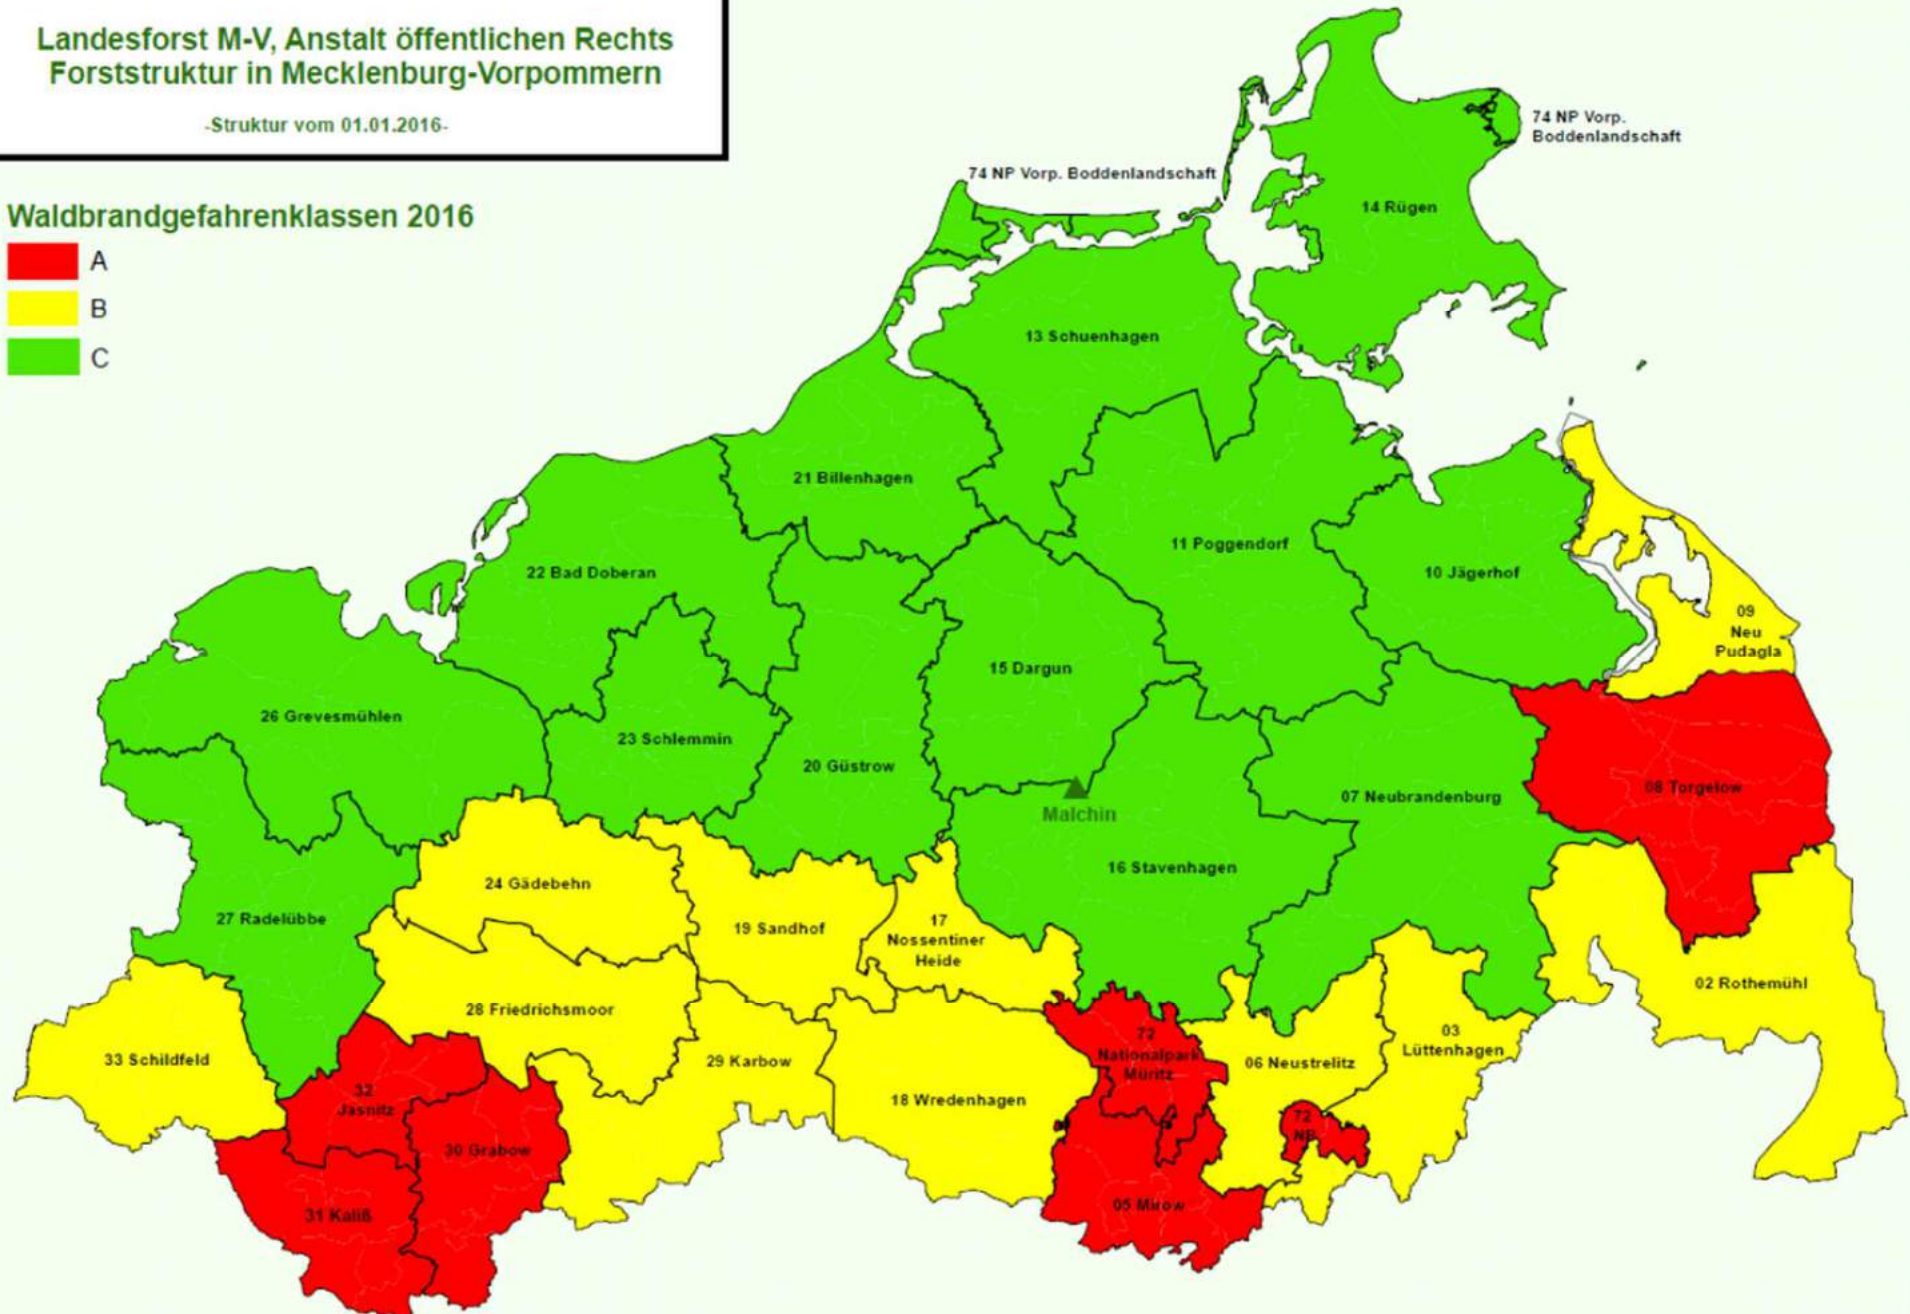 Landesforst M-V, Anstalt öffentlichen Rechts
Forststruktur in Mecklenburg-Vorpommern
-Struktur vom 01.01.2016-
Waldbrandgefahrenklassen 2016
A
B
C
74 NP Vorp.
Boddenlandschaft
74 NP Vorp. Boddenlandschaft
14 Rügen
13 Schuenhagen
21 Billenhagen
11 Poggendorf
22 Bad Doberan
10 Jägerhof
09
Neu
Pudagla
15 Dargun
26 Grevesmühlen
23 Schlemmin
20 Güstrow
08 Torgelow
07 Neubrandenburg
Malchin
16 Stavenhagen
24 Gädebehn
27 Radelübbe
19 Sandhof
17
Nossentiner
Heide
02 Rothemühl
28 Friedrichsmoor
03
Lüttenhagen
72
Nationalpark
Müritz
33 Schildfeld
29 Karbow
06 Neustrelitz
32
Jasnitz
18 Wredenhagen
72
NP
30 Grabow
05 Mirow
31 Kaliß